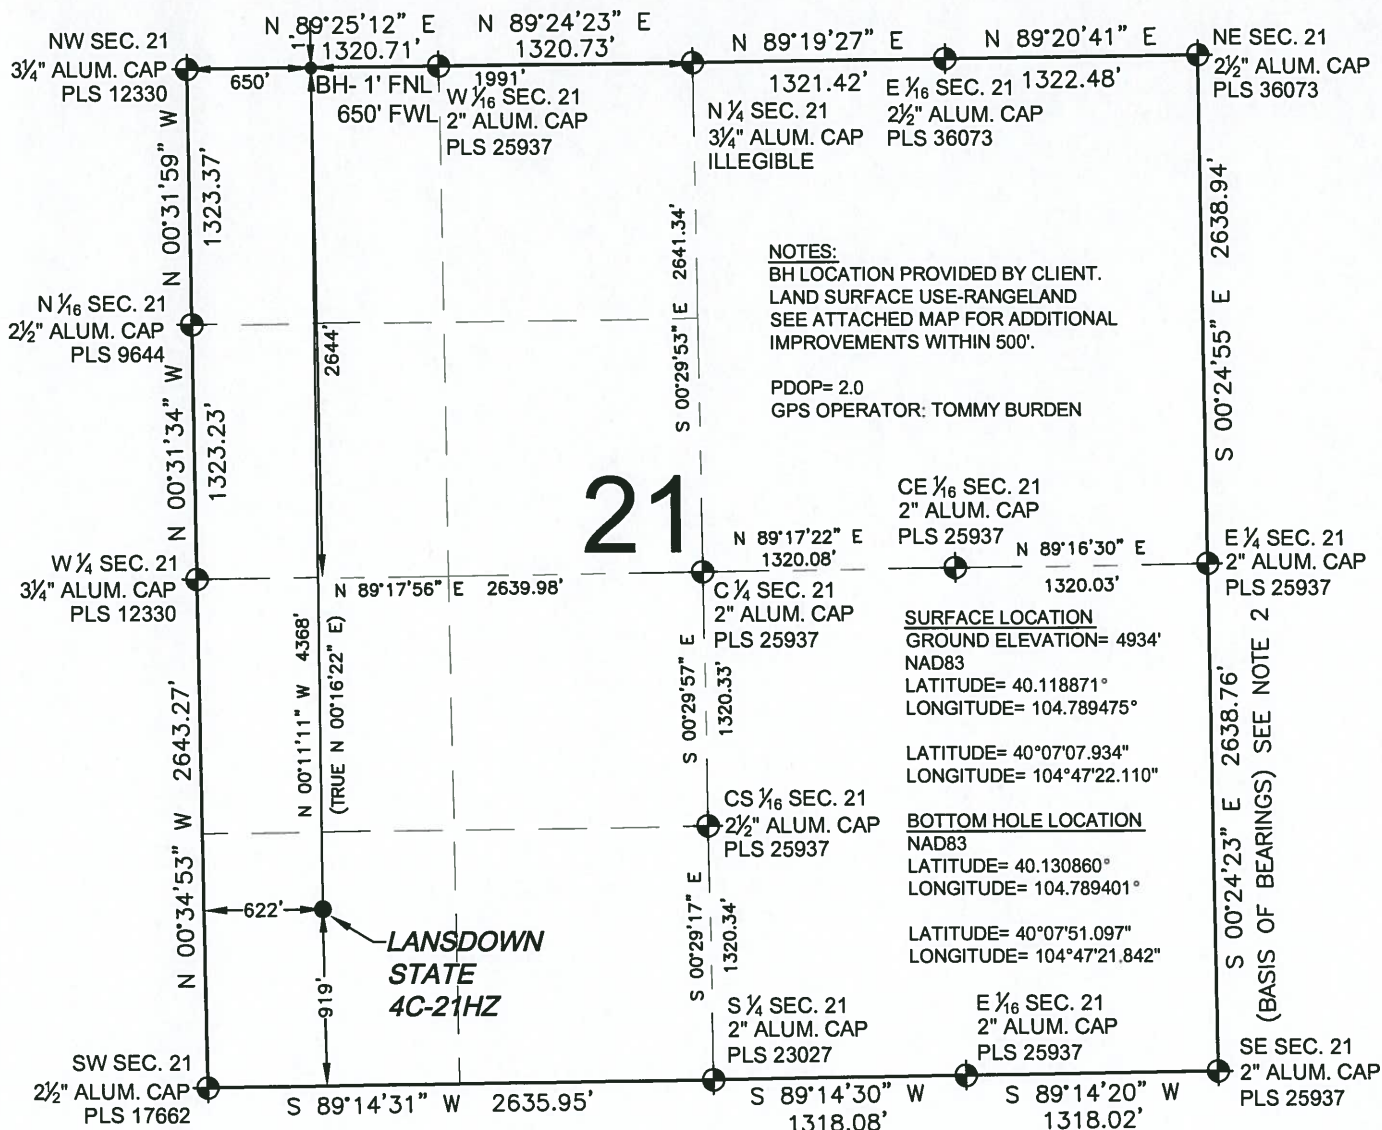 N 89°25'12" E
1320.71'
N 89°24'23" E
1320.73'
N 89°19'27" E
1321.42'
N 89°20'41" E
1322.48'
NW SEC. 21
3¼" ALUM. CAP
PLS 12330
1'
650'
BH- 1' FNL
650' FWL
1991'
W 1⁄16 SEC. 21
2" ALUM. CAP
PLS 25937
N ¼ SEC. 21
3¼" ALUM. CAP
ILLEGIBLE
E 1⁄16 SEC. 21
2½" ALUM. CAP
PLS 36073
NE SEC. 21
2½" ALUM. CAP
PLS 36073
N 00°31'59" W
1323.37'
S 00°29'53" E 2641.34'
S 00°24'55" E 2638.94'
NOTES:
BH LOCATION PROVIDED BY CLIENT.
LAND SURFACE USE-RANGELAND
SEE ATTACHED MAP FOR ADDITIONAL
IMPROVEMENTS WITHIN 500'.
PDOP= 2.0
GPS OPERATOR: TOMMY BURDEN
N 1⁄16 SEC. 21
2½" ALUM. CAP
PLS 9644
2644'
N 00°31'34" W
1323.23'
21
CE 1⁄16 SEC. 21
2" ALUM. CAP
PLS 25937
W ¼ SEC. 21
3¼" ALUM. CAP
PLS 12330
N 89°17'56" E 2639.98'
N 89°17'22" E
1320.08'
N 89°16'30" E
1320.03'
C ¼ SEC. 21
2" ALUM. CAP
PLS 25937
E ¼ SEC. 21
2" ALUM. CAP
PLS 25937
N 00°11'11" W 4368'
(TRUE N 00°16'22" E)
S 00°29'57" E
1320.33'
SURFACE LOCATION
GROUND ELEVATION= 4934'
NAD83
LATITUDE= 40.118871°
LONGITUDE= 104.789475°
LATITUDE= 40°07'07.934"
LONGITUDE= 104°47'22.110"
N 00°34'53" W 2643.27'
CS 1⁄16 SEC. 21
2½" ALUM. CAP
PLS 25937
BOTTOM HOLE LOCATION
NAD83
LATITUDE= 40.130860°
LONGITUDE= 104.789401°
LATITUDE= 40°07'51.097"
LONGITUDE= 104°47'21.842"
S 00°24'23" E 2638.76'
(BASIS OF BEARINGS) SEE NOTE 2
622'
LANSDOWN
STATE
4C-21HZ
919'
S 00°29'17" E
1320.34'
S ¼ SEC. 21
2" ALUM. CAP
PLS 23027
E 1⁄16 SEC. 21
2" ALUM. CAP
PLS 25937
SE SEC. 21
2" ALUM. CAP
PLS 25937
SW SEC. 21
2½" ALUM. CAP
PLS 17662
S 89°14'31" W 2635.95'
S 89°14'30" W
1318.08'
S 89°14'20" W
1318.02'